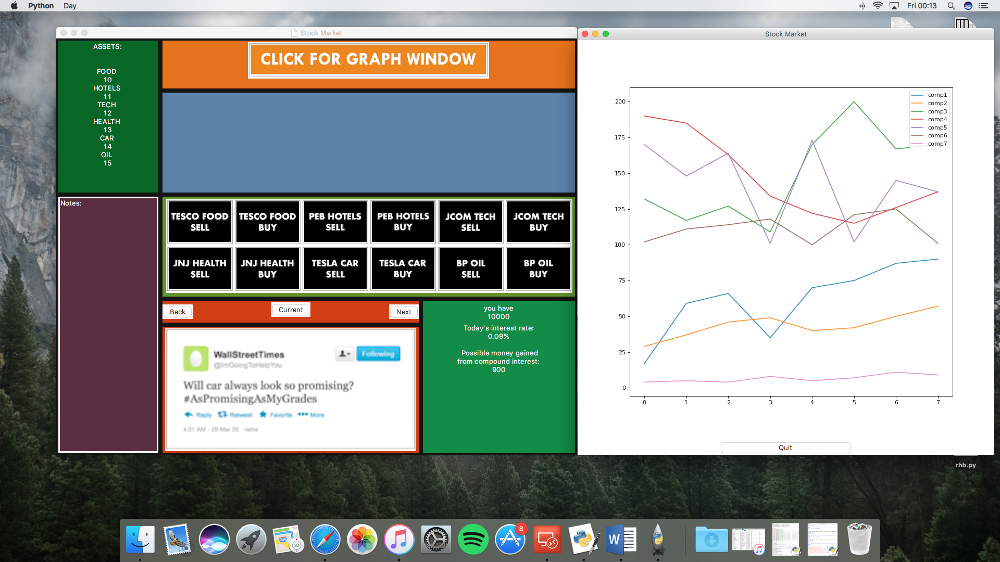 Python Day
Fri 00:13
Stock Market
ASSETS:
FOOD
10
HOTELS
11
TECH
12
HEALTH
13
CAR
14
OIL
15
CLICK FOR GRAPH WINDOW
Notes:
TESCO FOOD
SELL
TESCO FOOD
BUY
PEB HOTELS
SELL
PEB HOTELS
BUY
JCOM TECH
SELL
JCOM TECH
BUY
JNJ HEALTH
SELL
JNJ HEALTH
BUY
TESLA CAR
SELL
TESLA CAR
BUY
BP OIL
SELL
BP OIL
BUY
Back
Current
Next
WallStreetTimes
@ImGoingToHelpYou
Following
Will car always look so promising?
#AsPromisingAsMyGrades
Reply Retweet Favorite More
4:01 AM - 29 Mar 00 · neha
you have
10000
Today's interest rate:
0.09%
Possible money gained
from compound interest:
900
Stock Market
200
175
150
125
100
75
50
25
0
0 1 2 3 4 5 6 7
comp1
comp2
comp3
comp4
comp5
comp6
comp7
Quit
rhb.py
8
3D
W